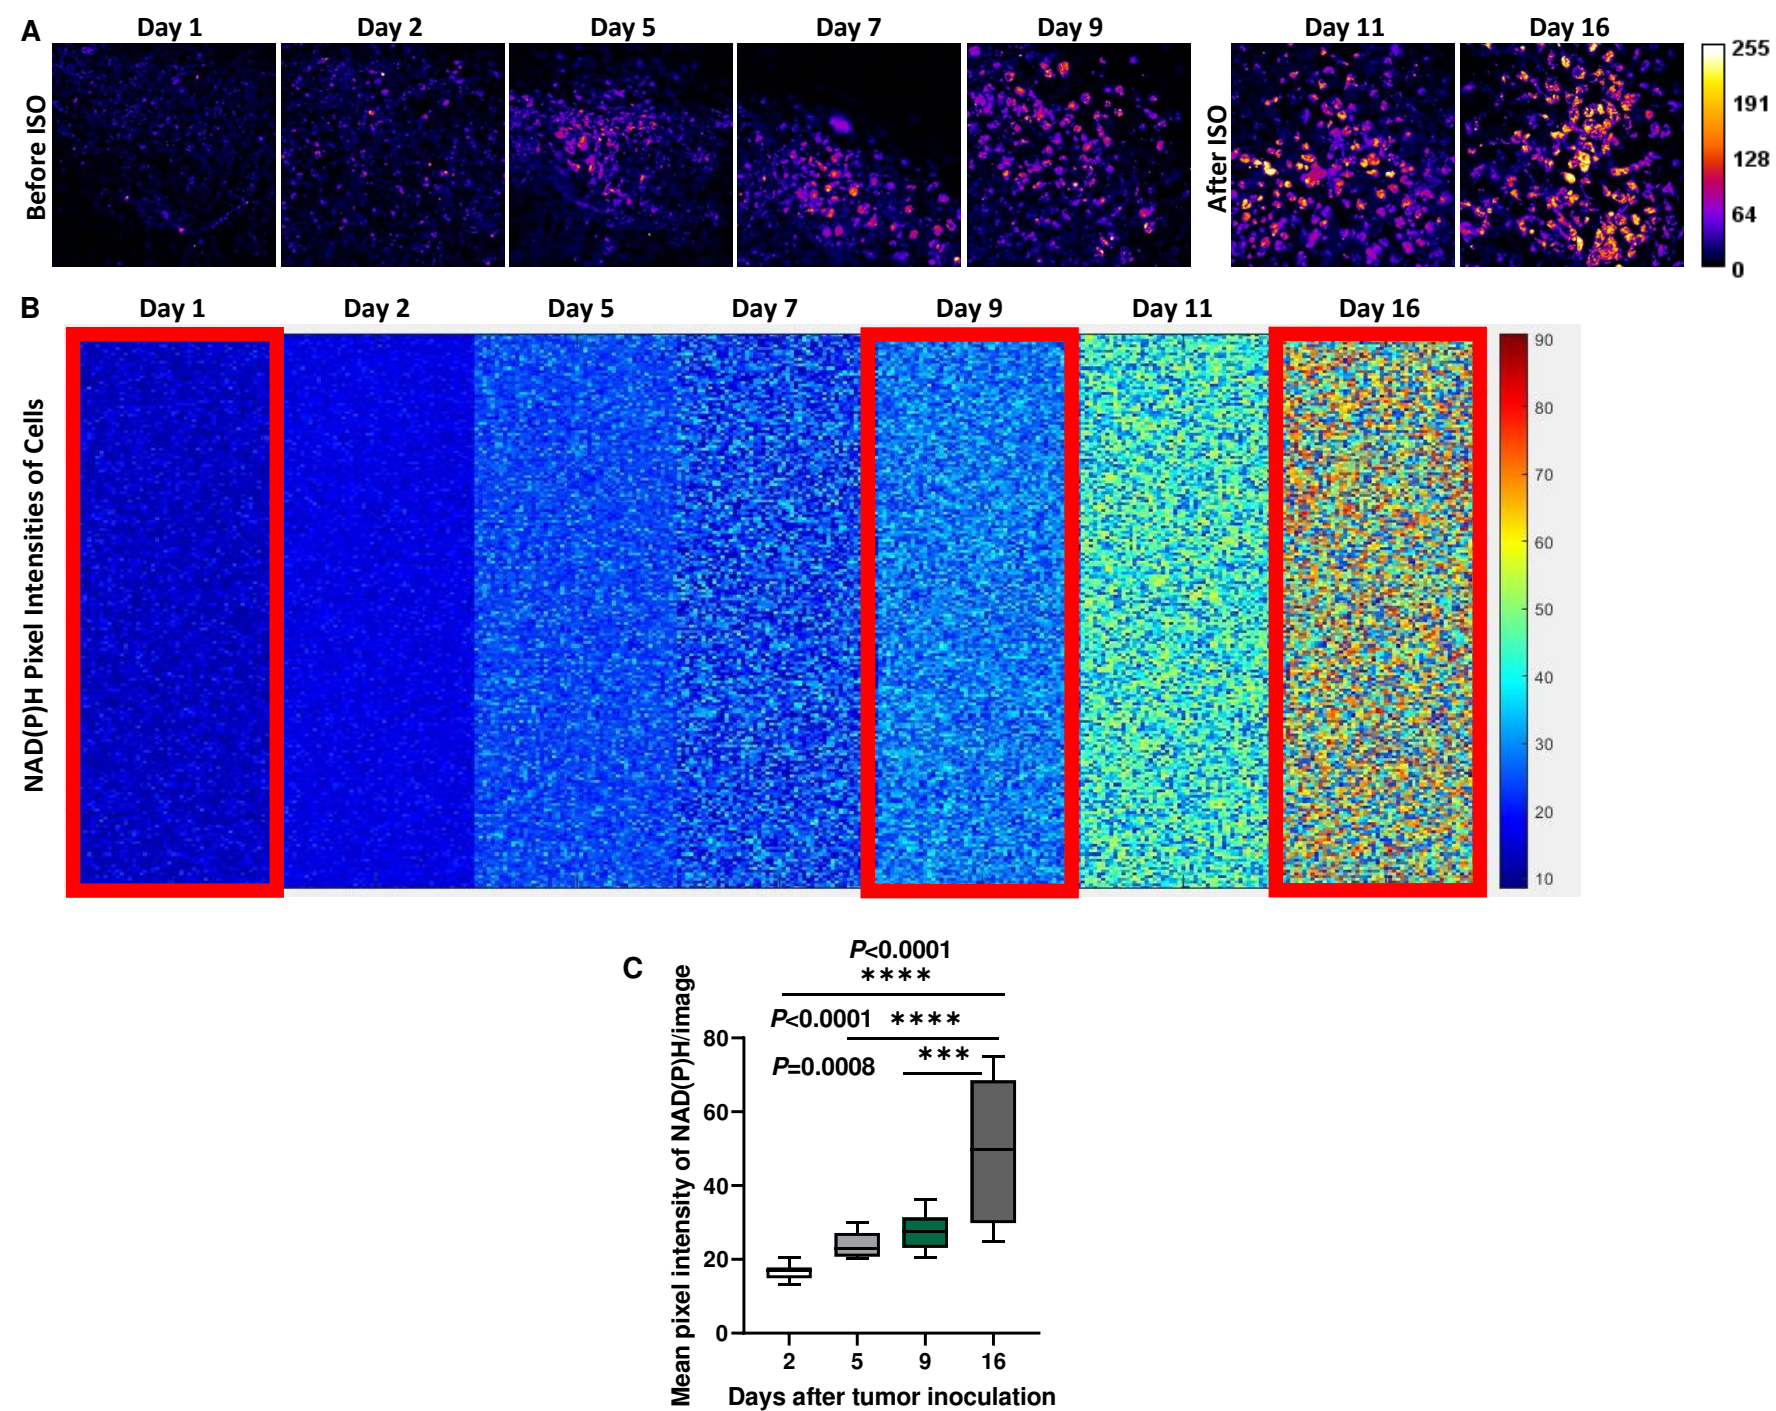 A
Day 1
Day 2
Day 5
Day 7
Day 9
Day 11
Day 16
Before ISO
After ISO
255
191
128
64
0
B
Day 1
Day 2
Day 5
Day 7
Day 9
Day 11
Day 16
NAD(P)H Pixel Intensities of Cells
90
80
70
60
50
40
30
20
10
C
P<0.0001
****
P<0.0001 ****
P=0.0008 ***
Mean pixel intensity of NAD(P)H/image
80
60
40
20
0
2
5
9
16
Days after tumor inoculation